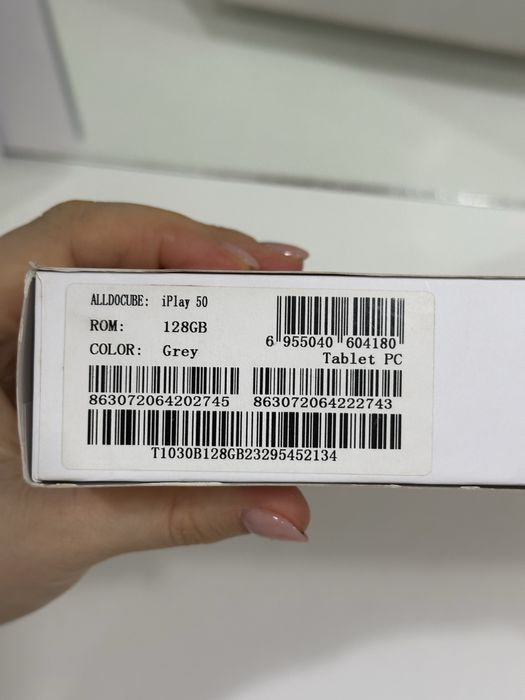 ALLDOCUBE: iPlay 50
ROM: 128GB
COLOR: Grey
6 955040 604180
Tablet PC
863072064202745 863072064222743
T1030B128GB23295452134